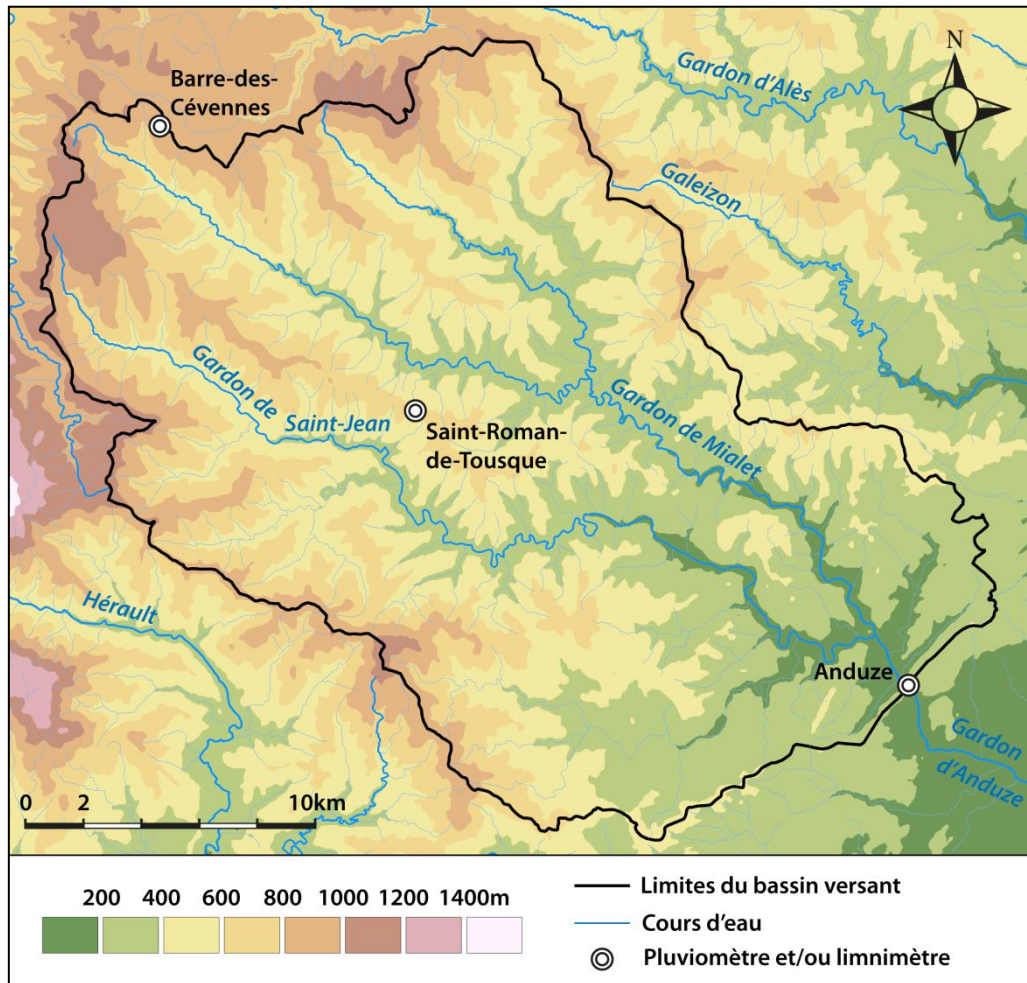 N
Gardon d'Alès
Barre-des-
Cévennes
Galeizon
Gardon de
Saint-Jean
Saint-Roman-
de-Tousque
Gardon de Mialet
Hérault
Anduze
Gardon
d'Anduze
0 2 10km
200 400 600 800 1000 1200 1400m
Limites du bassin versant
Cours d'eau
Pluviomètre et/ou limnimètre